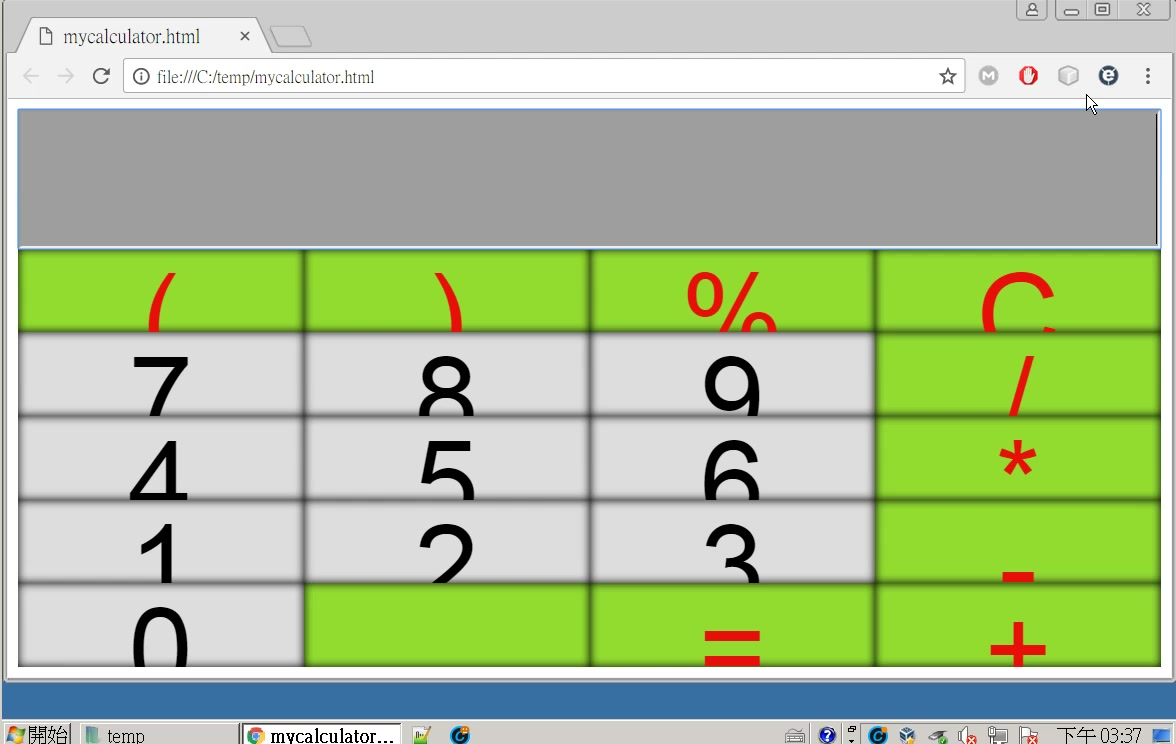 mycalculator.html
file:///C:/temp/mycalculator.html
( ) % C
7 8 9 /
4 5 6 *
1 2 3 -
0 = +
開始 temp mycalculator... 下午 03:37